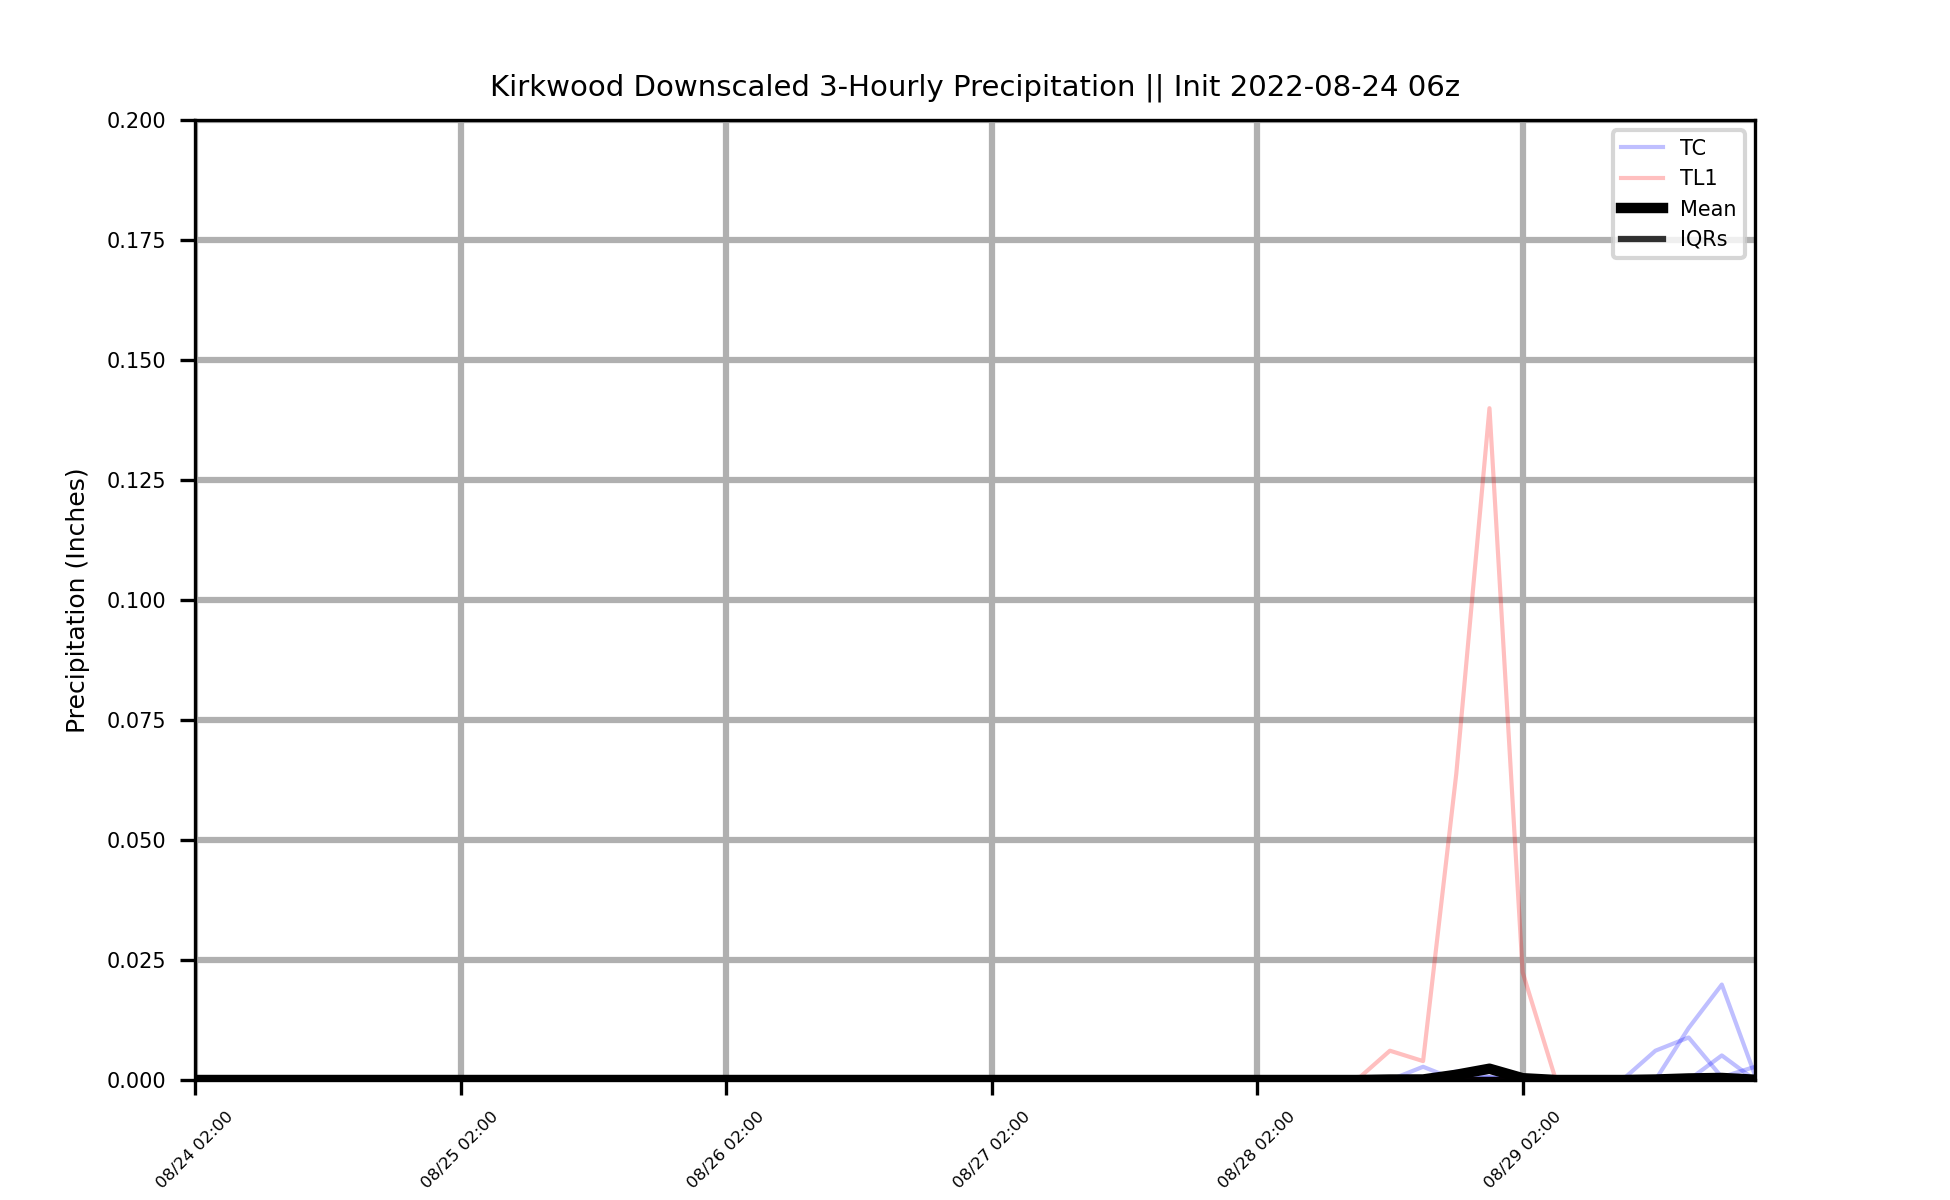 Kirkwood Downscaled 3-Hourly Precipitation || Init 2022-08-24 06z
Precipitation (Inches)
0.200
0.175
0.150
0.125
0.100
0.075
0.050
0.025
0.000
TC
TL1
Mean
IQRs
08/24 02:00
08/25 02:00
08/26 02:00
08/27 02:00
08/28 02:00
08/29 02:00